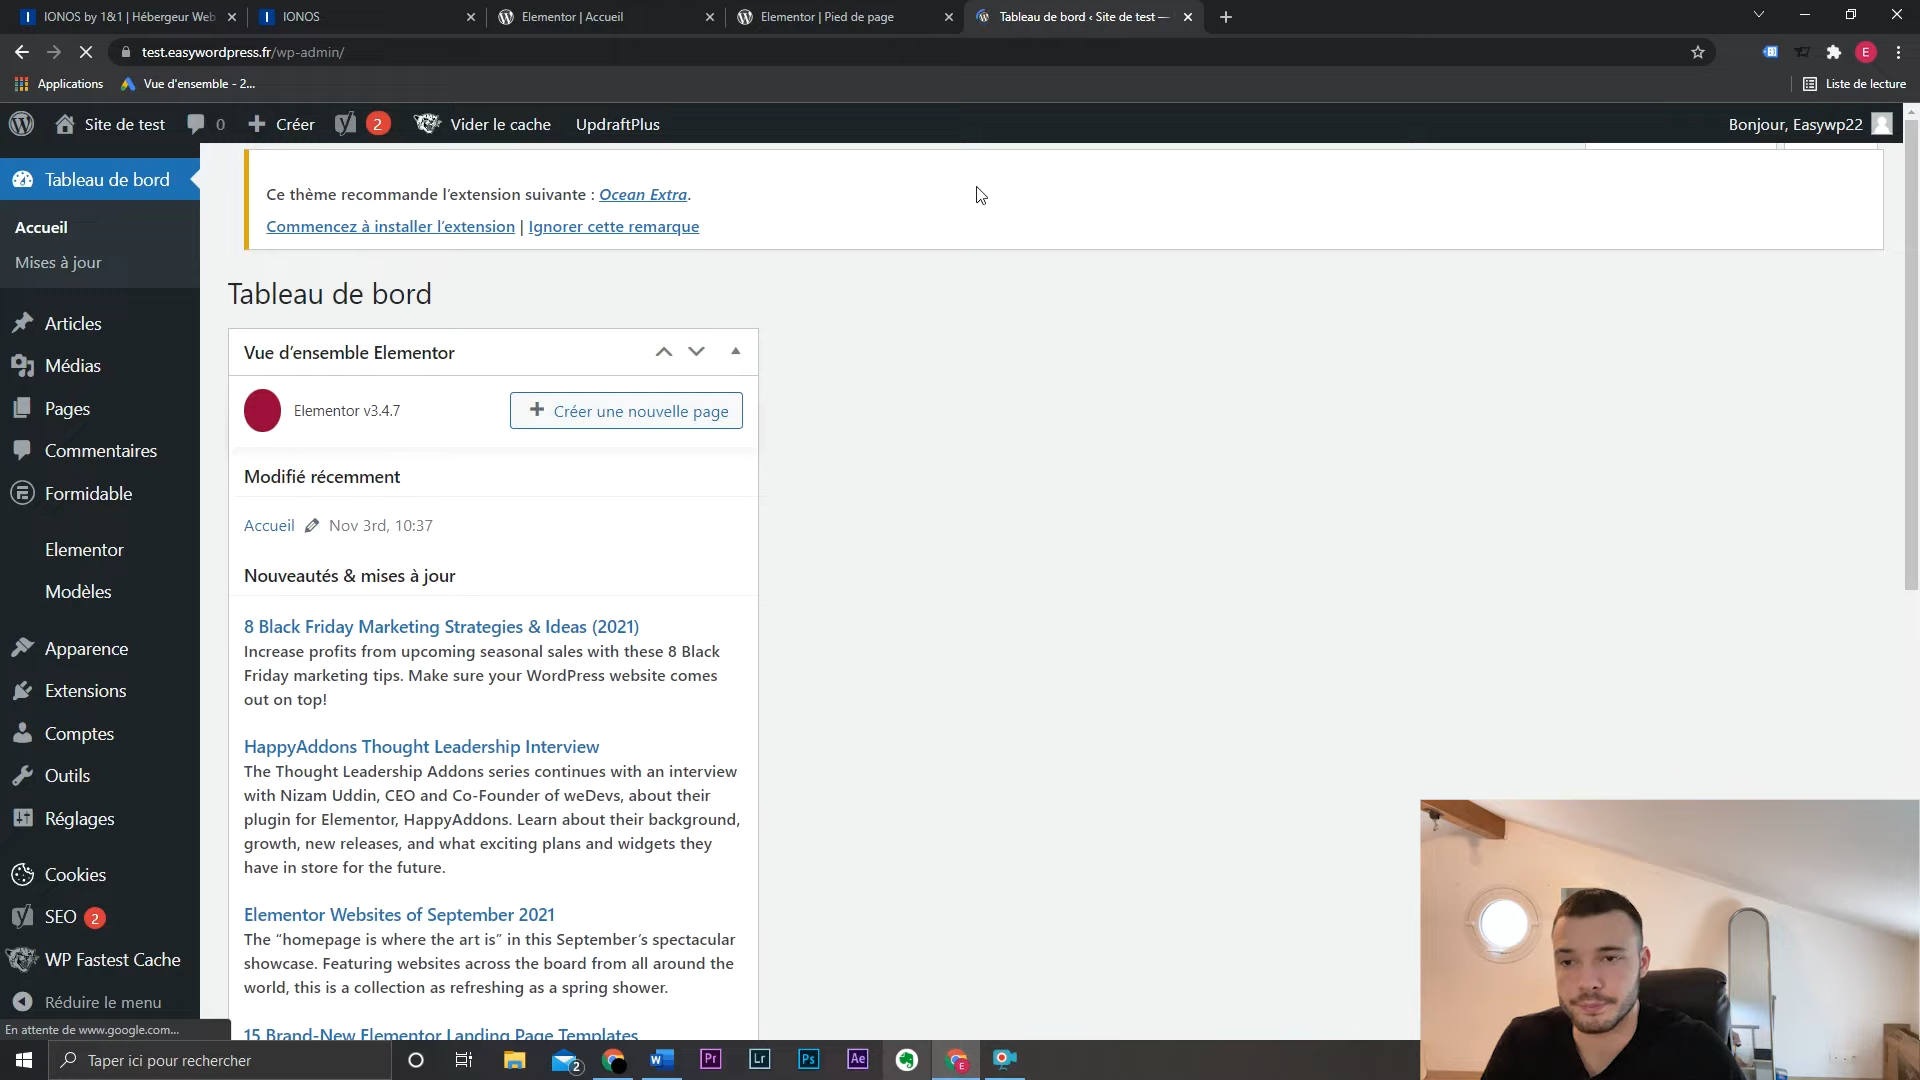 IONOS by 1&1 | Hébergeur Web
IONOS
Elementor | Accueil
Elementor | Pied de page
Tableau de bord ‹ Site de test —
test.easywordpress.fr/wp-admin/
E
Applications
Vue d'ensemble - 2...
Liste de lecture
Site de test
0
Créer
2
Vider le cache
UpdraftPlus
Bonjour, Easywp22
Tableau de bord
Accueil
Mises à jour
Articles
Médias
Pages
Commentaires
Formidable
Elementor
Modèles
Apparence
Extensions
Comptes
Outils
Réglages
Cookies
SEO 2
WP Fastest Cache
Réduire le menu
En attente de www.google.com...
Ce thème recommande l'extension suivante : Ocean Extra.
Commencez à installer l'extension | Ignorer cette remarque
Tableau de bord
Vue d'ensemble Elementor
Elementor v3.4.7
Créer une nouvelle page
Modifié récemment
Accueil Nov 3rd, 10:37
Nouveautés & mises à jour
8 Black Friday Marketing Strategies & Ideas (2021)
Increase profits from upcoming seasonal sales with these 8 Black
Friday marketing tips. Make sure your WordPress website comes
out on top!
HappyAddons Thought Leadership Interview
The Thought Leadership Addons series continues with an interview
with Nizam Uddin, CEO and Co-Founder of weDevs, about their
plugin for Elementor, HappyAddons. Learn about their background,
growth, new releases, and what exciting plans and widgets they
have in store for the future.
Elementor Websites of September 2021
The “homepage is where the art is” in this September's spectacular
showcase. Featuring websites across the board from all around the
world, this is a collection as refreshing as a spring shower.
15 Brand-New Elementor Landing Page Templates
Taper ici pour rechercher
2
W
Pr
Lr
Ps
Ae
E